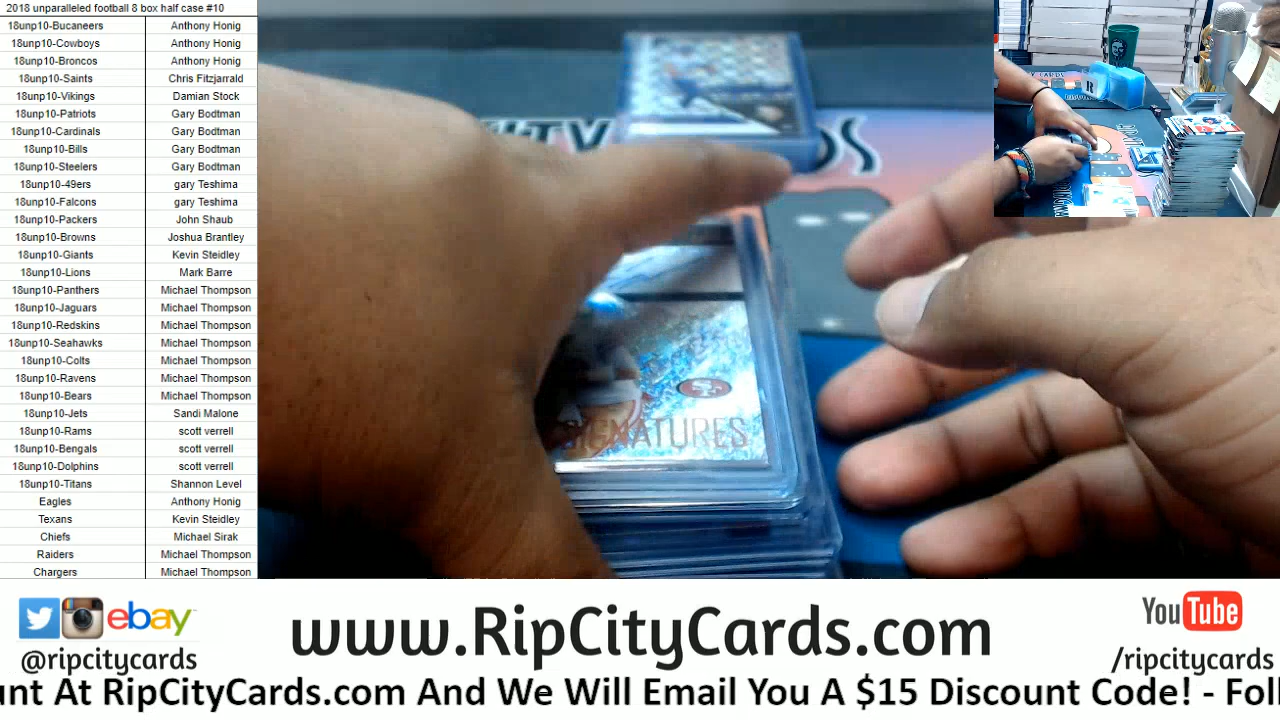 2018 unparalleled football 8 box half case #10
18unp10-Bucaneers Anthony Honig
18unp10-Cowboys Anthony Honig
18unp10-Broncos Anthony Honig
18unp10-Saints Chris Fitzjarrald
18unp10-Vikings Damian Stock
18unp10-Patriots Gary Bodtman
18unp10-Cardinals Gary Bodtman
18unp10-Bills Gary Bodtman
18unp10-Steelers Gary Bodtman
18unp10-49ers gary Teshima
18unp10-Falcons gary Teshima
18unp10-Packers John Shaub
18unp10-Browns Joshua Brantley
18unp10-Giants Kevin Steidley
18unp10-Lions Mark Barre
18unp10-Panthers Michael Thompson
18unp10-Jaguars Michael Thompson
18unp10-Redskins Michael Thompson
18unp10-Seahawks Michael Thompson
18unp10-Colts Michael Thompson
18unp10-Ravens Michael Thompson
18unp10-Bears Michael Thompson
18unp10-Jets Sandi Malone
18unp10-Rams scott verrell
18unp10-Bengals scott verrell
18unp10-Dolphins scott verrell
18unp10-Titans Shannon Level
Eagles Anthony Honig
Texans Kevin Steidley
Chiefs Michael Sirak
Raiders Michael Thompson
Chargers Michael Thompson
SIGNATURES
ebay
@ripcitycards
www.RipCityCards.com
YouTube
/ripcitycards
unt At RipCityCards.com And We Will Email You A $15 Discount Code! - Foll